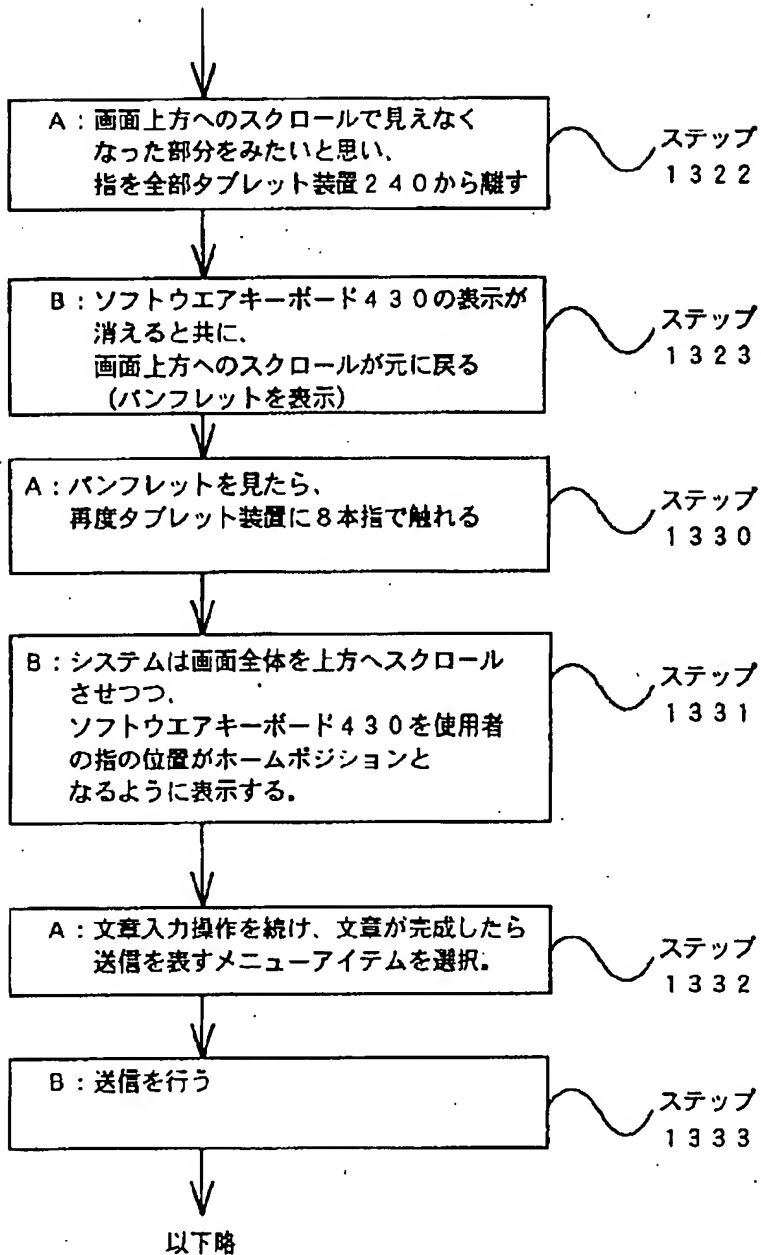 A：画面上方へのスクロールで見えなく
なった部分をみたいと思い、
指を全部タブレット装置２４０から離す
ステップ
１３２２
B：ソフトウエアキーボード４３０の表示が
消えると共に、
画面上方へのスクロールが元に戻る
（パンフレットを表示）
ステップ
１３２３
A：パンフレットを見たら、
再度タブレット装置に８本指で触れる
ステップ
１３３０
B：システムは画面全体を上方へスクロール
させつつ、
ソフトウエアキーボード４３０を使用者
の指の位置がホームポジションと
なるように表示する。
ステップ
１３３１
A：文章入力操作を続け、文章が完成したら
送信を表すメニューアイテムを選択。
ステップ
１３３２
B：送信を行う
ステップ
１３３３
以下略